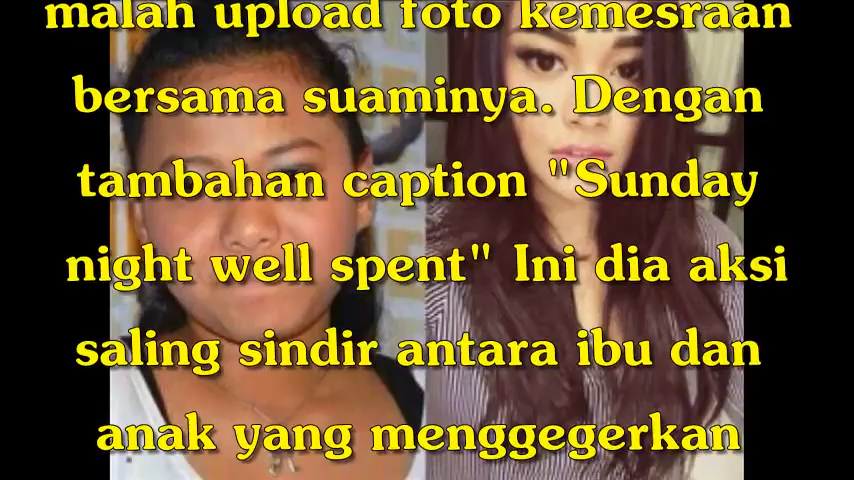 malah upload foto kemesraan
bersama suaminya. Dengan
tambahan caption "Sunday
night well spent" Ini dia aksi
saling sindir antara ibu dan
anak yang menggegerkan